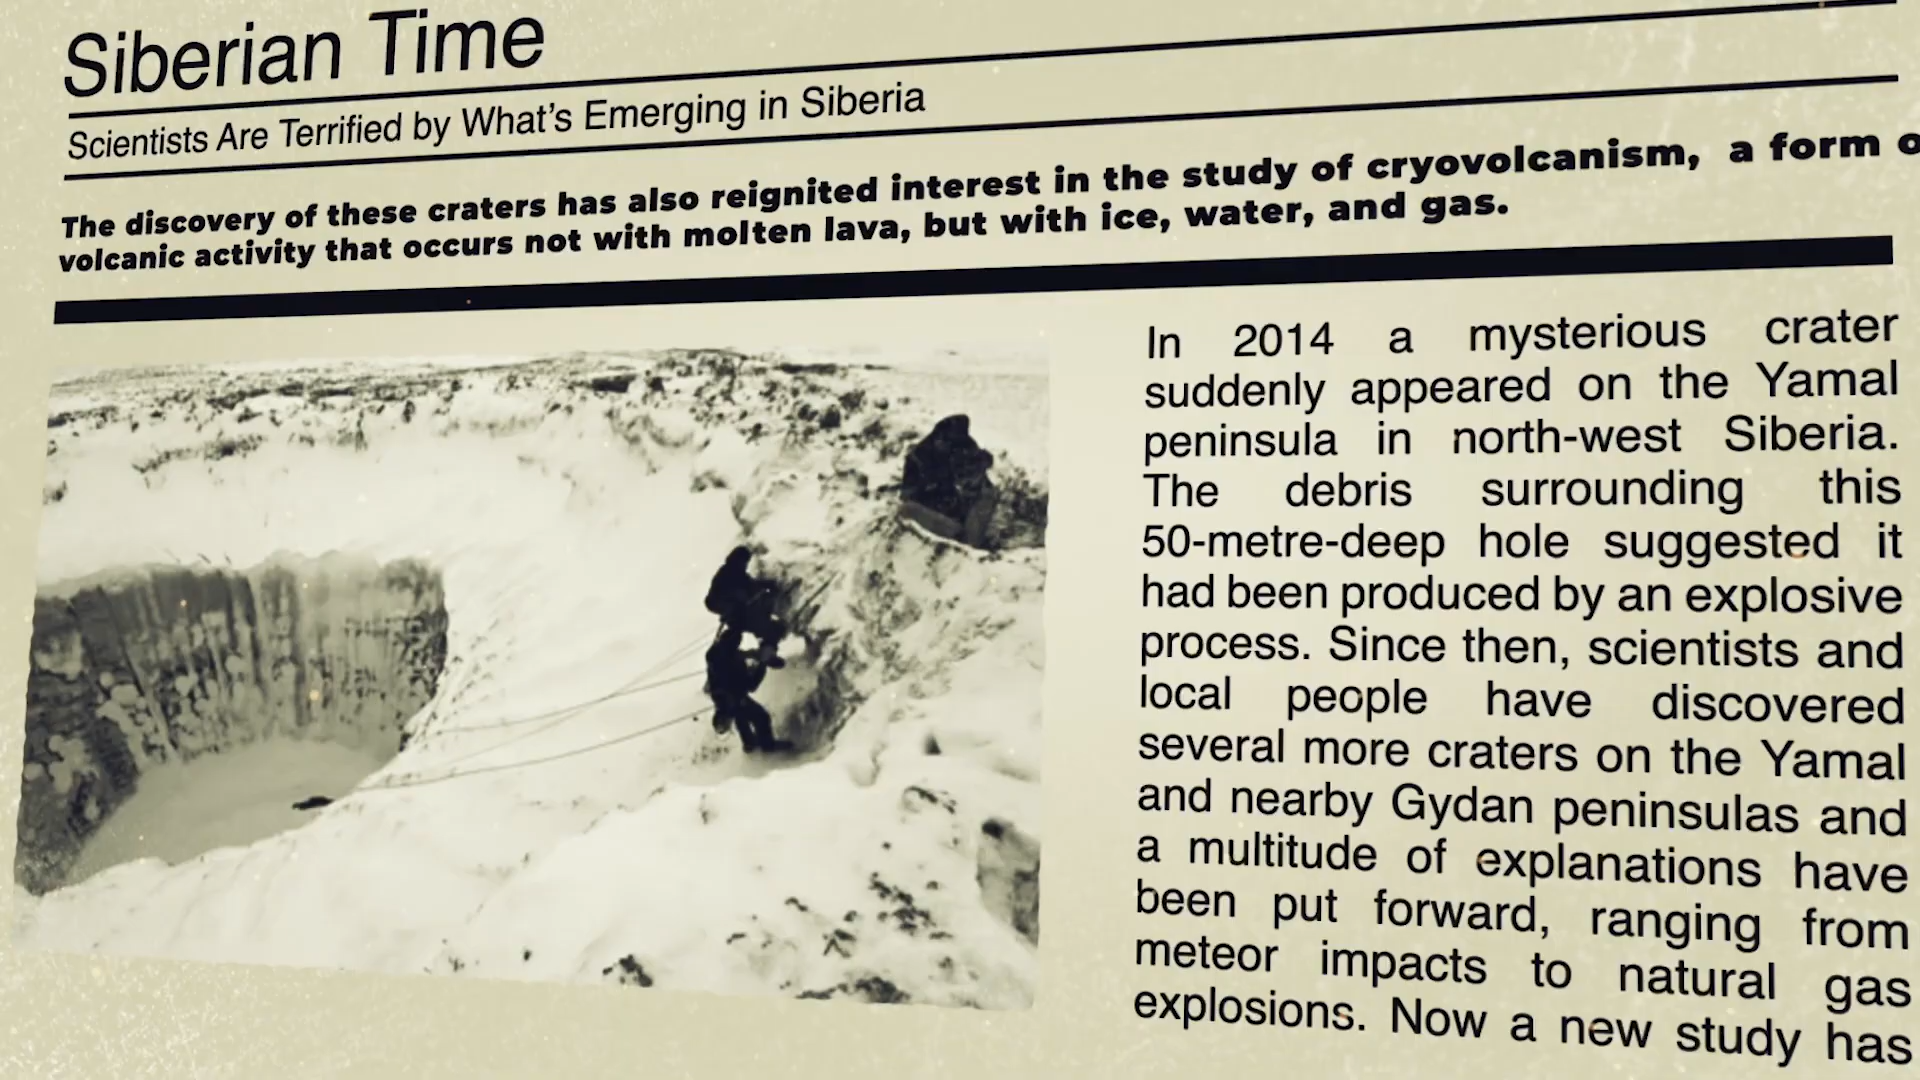 Siberian Time
Scientists Are Terrified by What's Emerging in Siberia
The discovery of these craters has also reignited interest in the study of cryovolcanism, a form
volcanic activity that occurs not with molten lava, but with ice, water, and gas.
In 2014 a mysterious crater
suddenly appeared on the Yamal
peninsula in north-west Siberia.
The debris surrounding this
50-metre-deep hole suggested it
had been produced by an explosive
process. Since then, scientists and
local people have discovered
several more craters on the Yamal
and nearby Gydan peninsulas and
a multitude of explanations have
been put forward, ranging from
meteor impacts to natural gas
explosions. Now a new study has